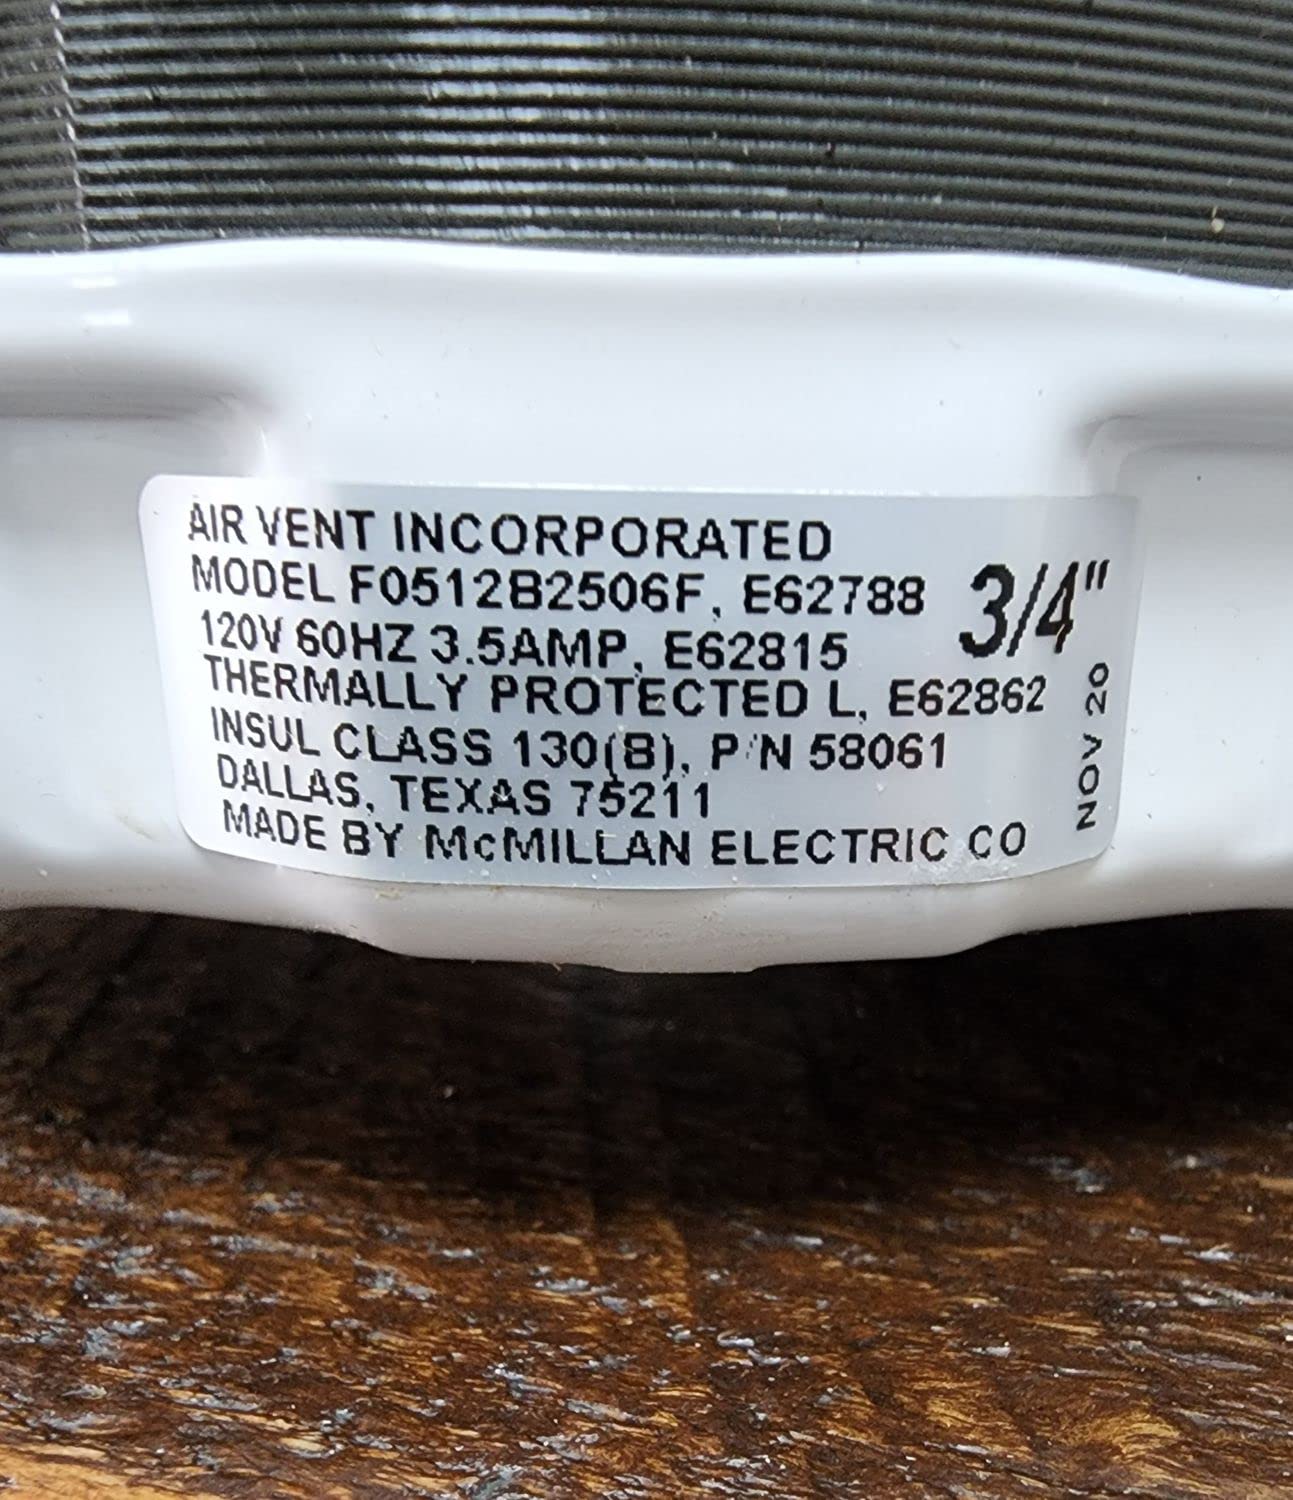 AIR VENT INCORPORATED
MODEL F0512B2506F, E62788
3/4"
120V 60HZ 3.5AMP, E62815
THERMALLY PROTECTED L, E62862
INSUL CLASS 130(B), P/N 58061
DALLAS, TEXAS 75211
MADE BY McMILLAN ELECTRIC CO
NOV 20